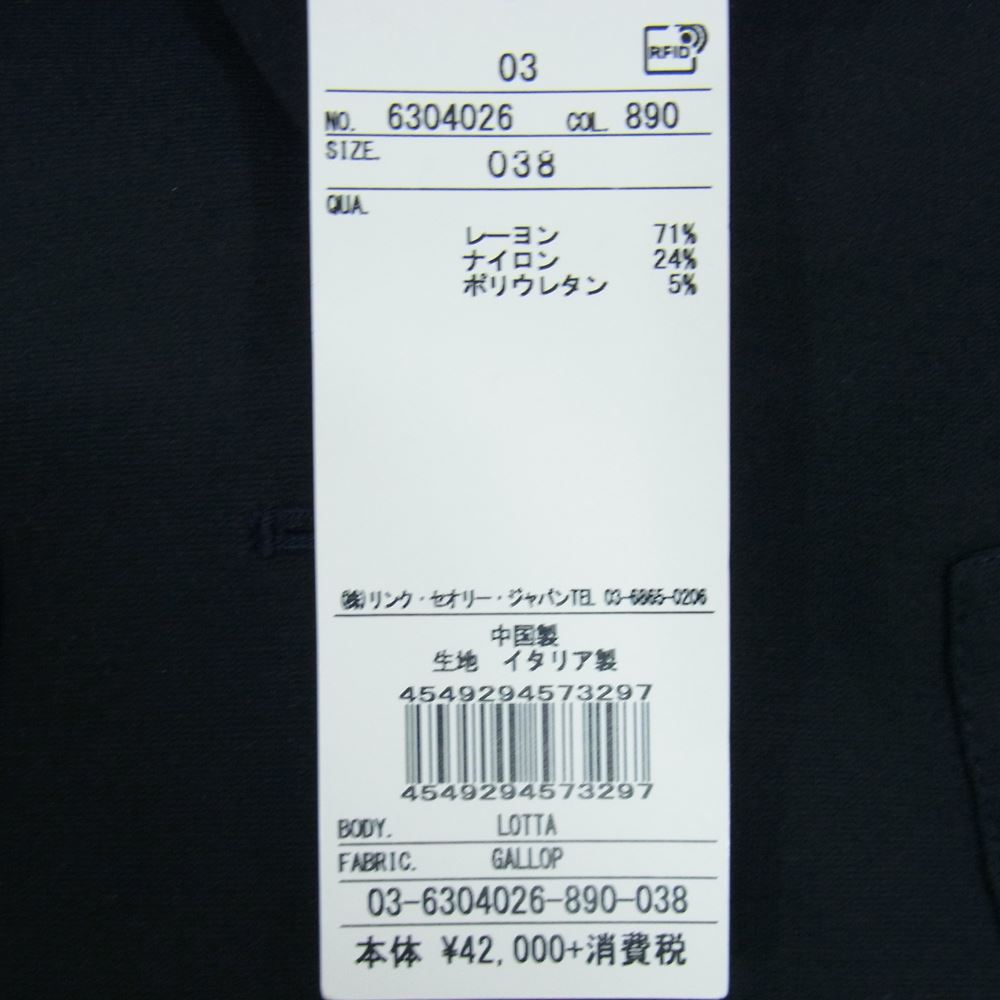 03
RFID
NO. 6304026 COL. 890
SIZE. 038
QUA.
レーヨン 71%
ナイロン 24%
ポリウレタン 5%
㈱リンク・セオリー・ジャパンTEL 03-6865-0206
中国製
生地 イタリア製
4549294573297
4549294573297
BODY. LOTTA
FABRIC. GALLOP
03-6304026-890-038
本体 ¥42,000+消費税